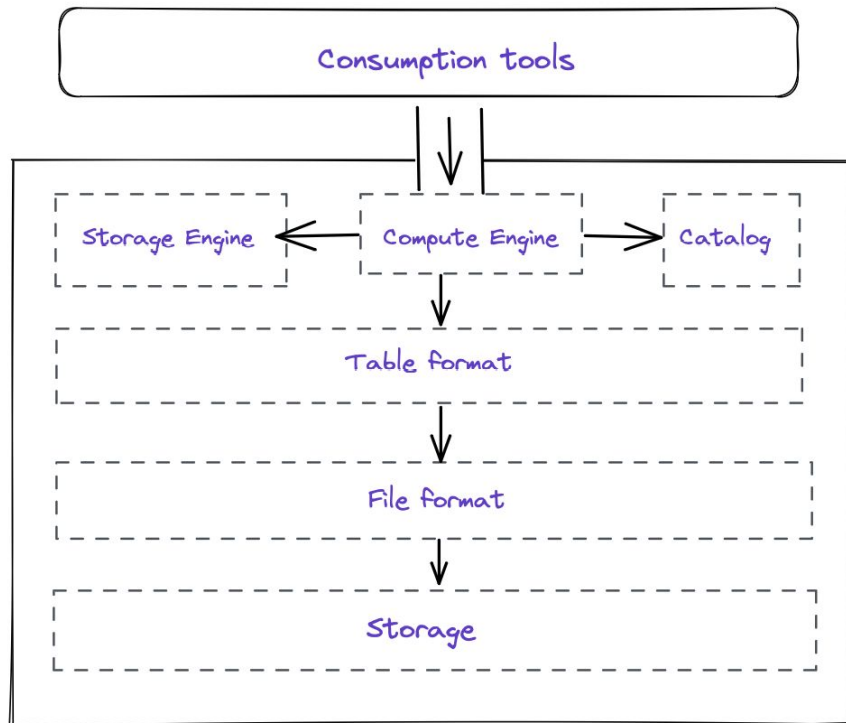 Consumption tools
Storage Engine
Compute Engine
Catalog
Table format
File format
Storage